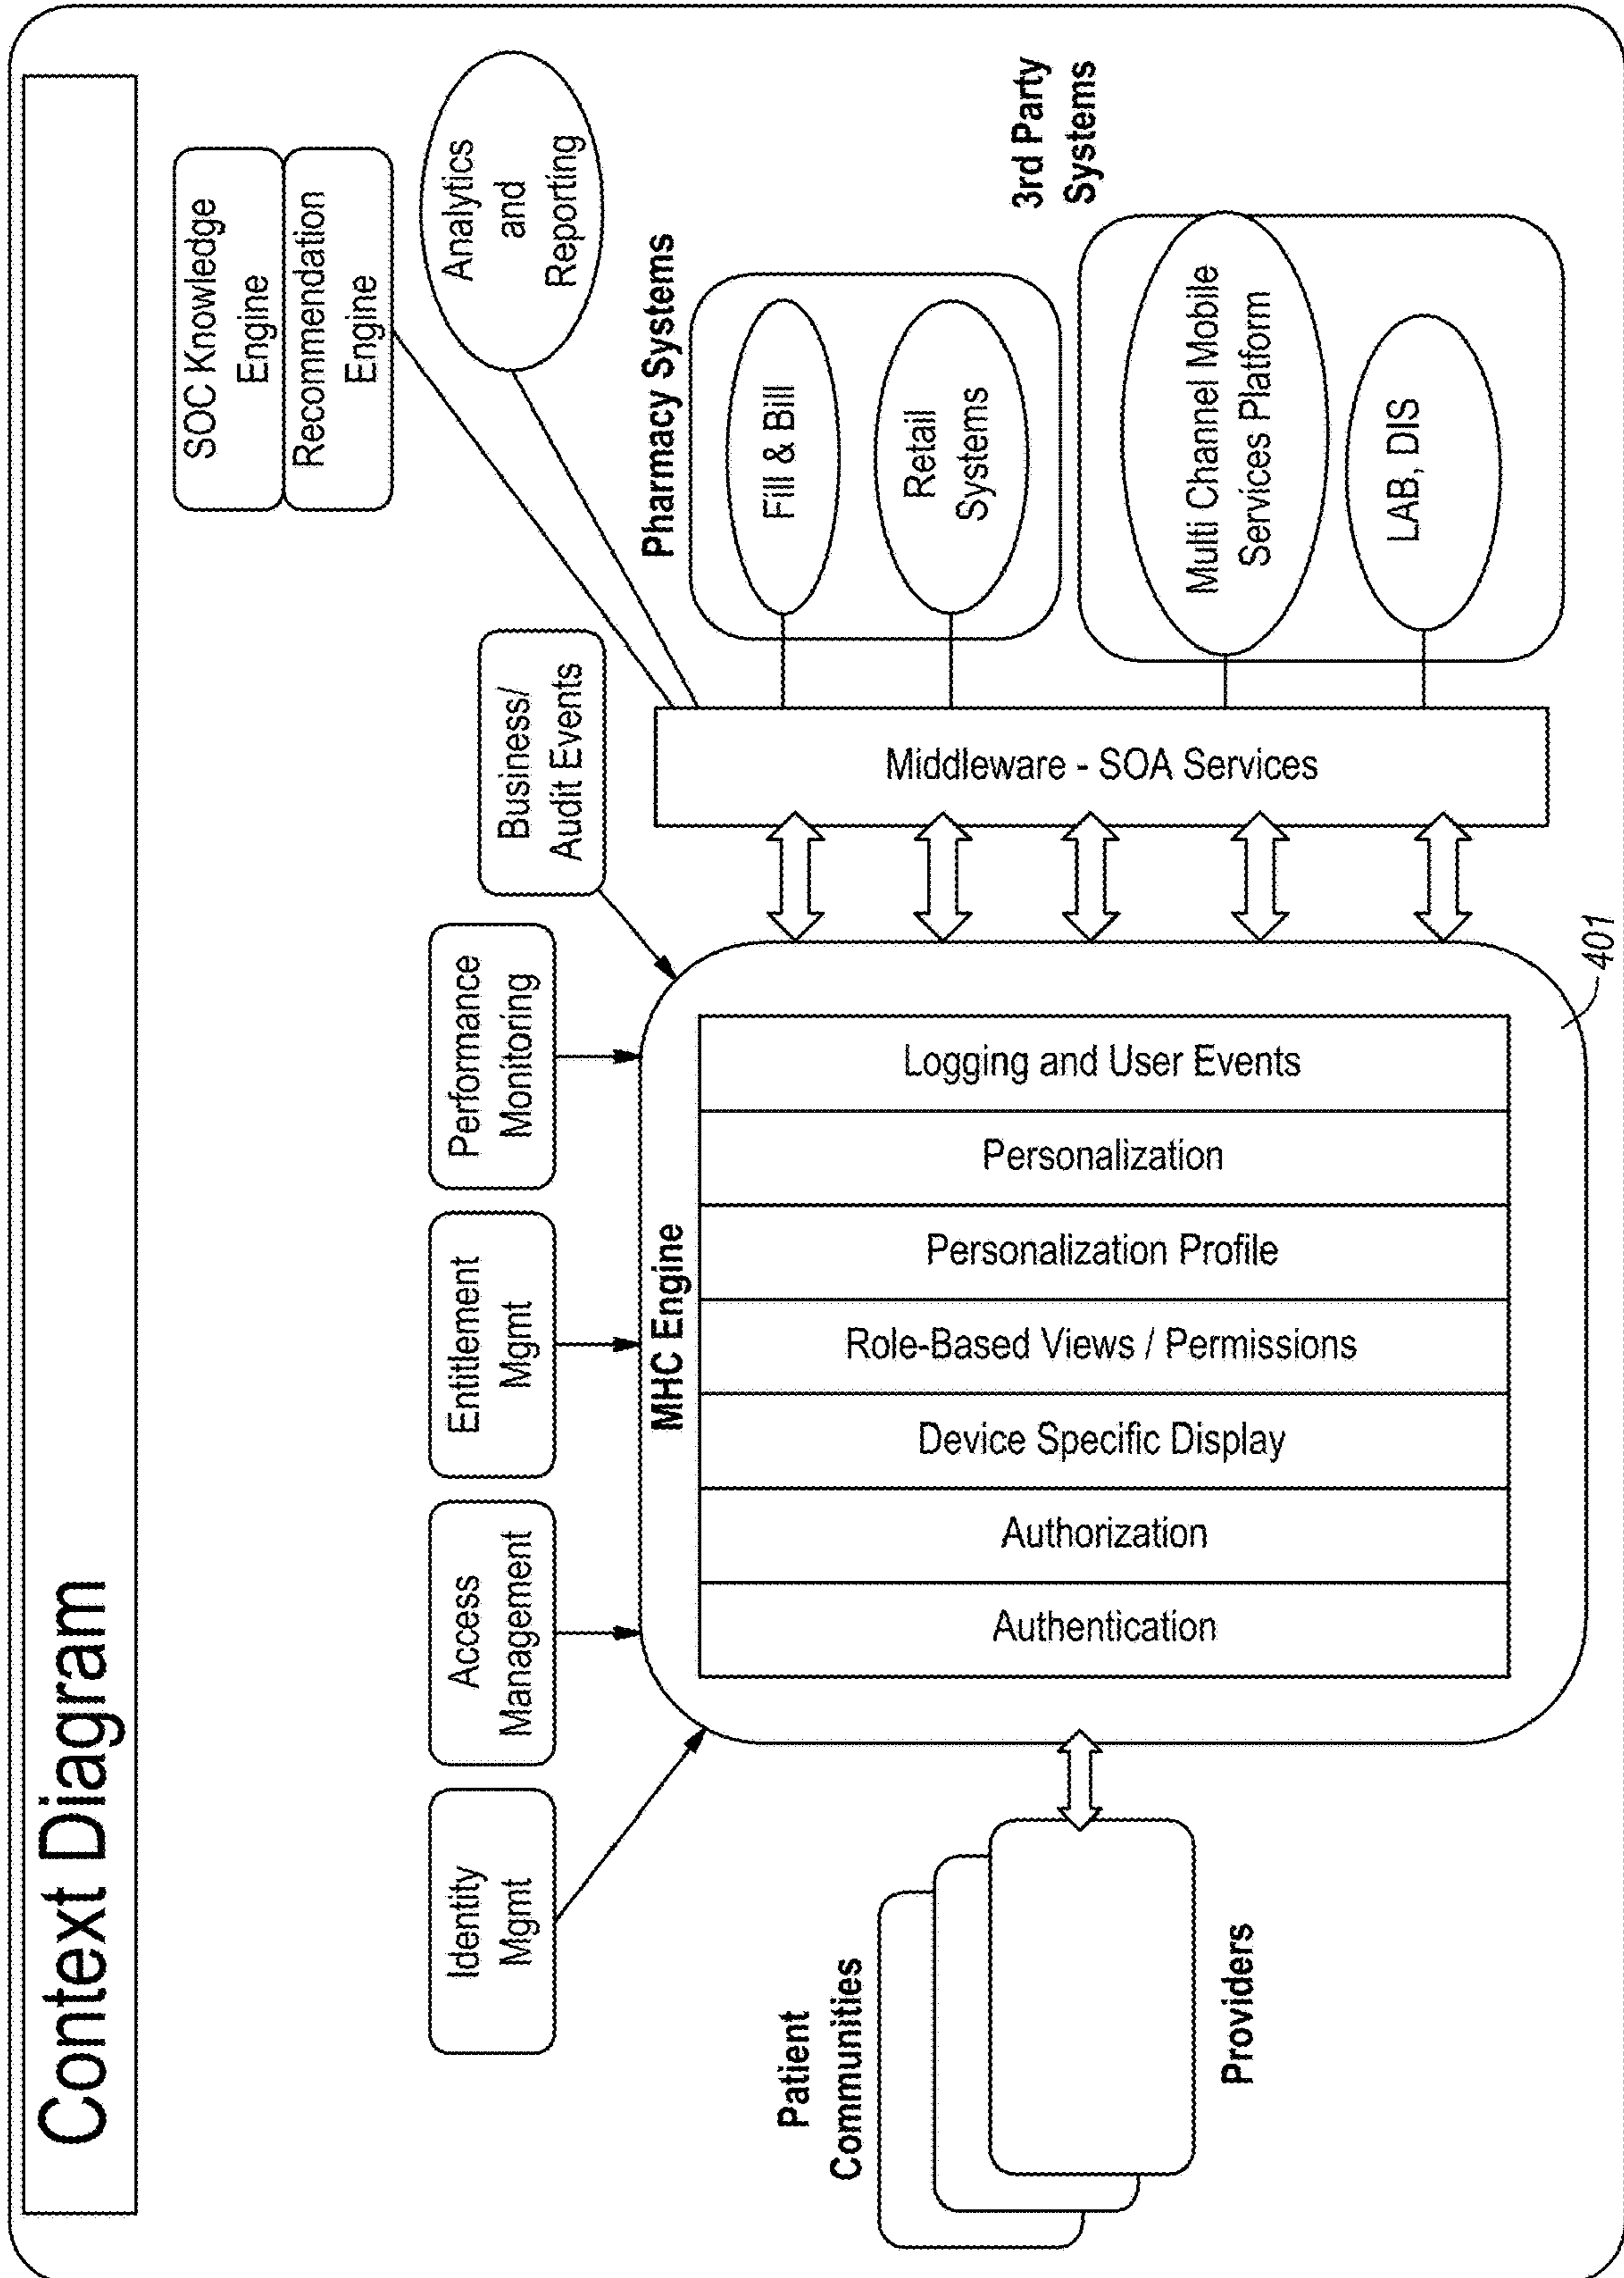 Context Diagram
SOC Knowledge
Engine
Recommendation
Engine
Analytics
and
Reporting
Identity
Mgmt
Access
Management
Entitlement
Mgmt
Performance
Monitoring
Business/
Audit Events
Pharmacy Systems
Fill & Bill
Retail
Systems
3rd Party
Systems
Multi Channel Mobile
Services Platform
LAB, DIS
Middleware - SOA Services
MHC Engine
Authentication
Authorization
Device Specific Display
Role-Based Views / Permissions
Personalization Profile
Personalization
Logging and User Events
Patient
Communities
Providers
401